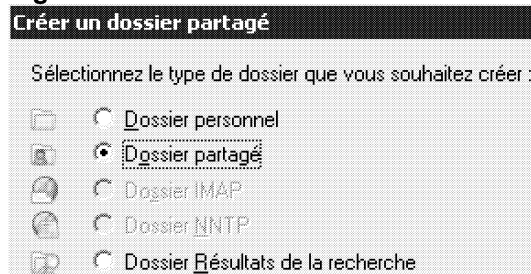 Créer un dossier partagé
Sélectionnez le type de dossier que vous souhaitez créer :
Dossier personnel
Dossier partagé
Dossier IMAP
Dossier NNTP
Dossier Résultats de la recherche